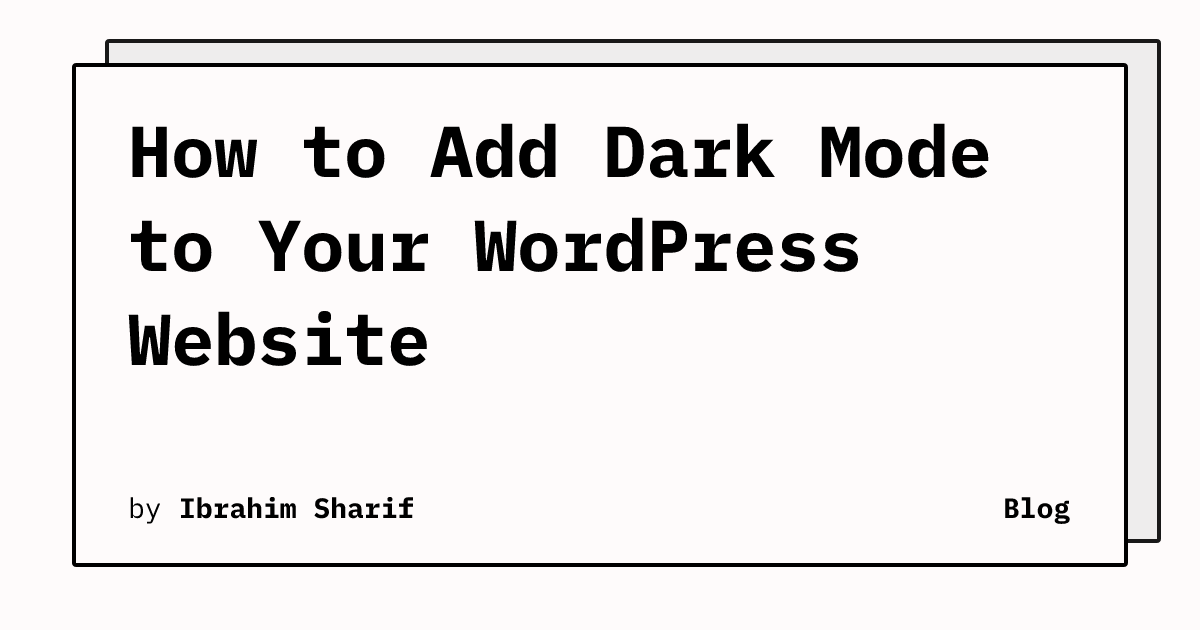 How to Add Dark Mode
to Your WordPress
Website
by Ibrahim Sharif
Blog